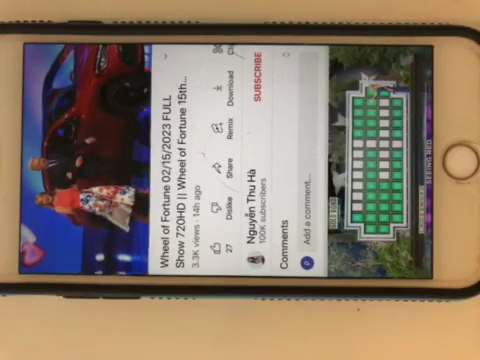 Wheel of Fortune 02/15/2023 FULL
Show 720HD || Wheel of Fortune 15th...
3.3K views · 14h ago
27
Dislike
Share
Remix
Download
Nguyễn Thu Hà
100K subscribers
SUBSCRIBE
Comments
Add a comment...
SEEING RED